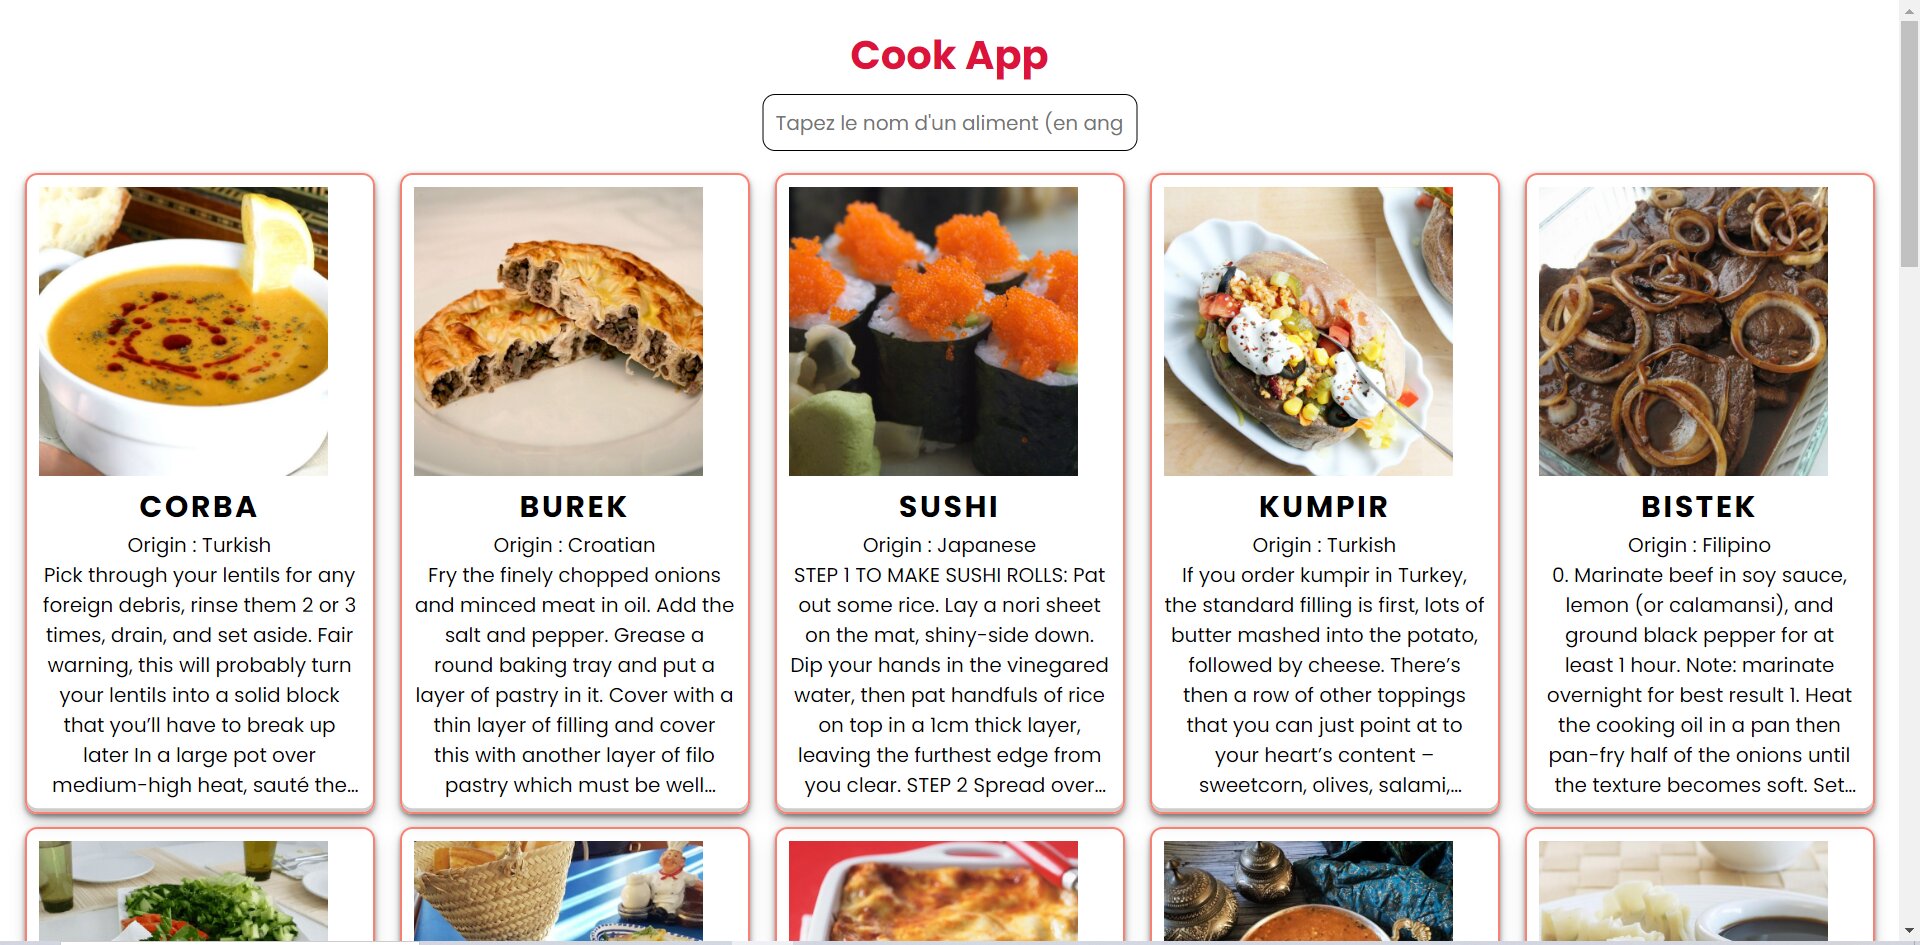 Cook App
Tapez le nom d'un aliment (en ang
CORBA
Origin : Turkish
Pick through your lentils for any
foreign debris, rinse them 2 or 3
times, drain, and set aside. Fair
warning, this will probably turn
your lentils into a solid block
that you’ll have to break up
later In a large pot over
medium-high heat, sauté the...
BUREK
Origin : Croatian
Fry the finely chopped onions
and minced meat in oil. Add the
salt and pepper. Grease a
round baking tray and put a
layer of pastry in it. Cover with a
thin layer of filling and cover
this with another layer of filo
pastry which must be well...
SUSHI
Origin : Japanese
STEP 1 TO MAKE SUSHI ROLLS: Pat
out some rice. Lay a nori sheet
on the mat, shiny-side down.
Dip your hands in the vinegared
water, then pat handfuls of rice
on top in a 1cm thick layer,
leaving the furthest edge from
you clear. STEP 2 Spread over...
KUMPIR
Origin : Turkish
If you order kumpir in Turkey,
the standard filling is first, lots of
butter mashed into the potato,
followed by cheese. There’s
then a row of other toppings
that you can just point at to
your heart’s content –
sweetcorn, olives, salami,...
BISTEK
Origin : Filipino
0. Marinate beef in soy sauce,
lemon (or calamansi), and
ground black pepper for at
least 1 hour. Note: marinate
overnight for best result 1. Heat
the cooking oil in a pan then
pan-fry half of the onions until
the texture becomes soft. Set...